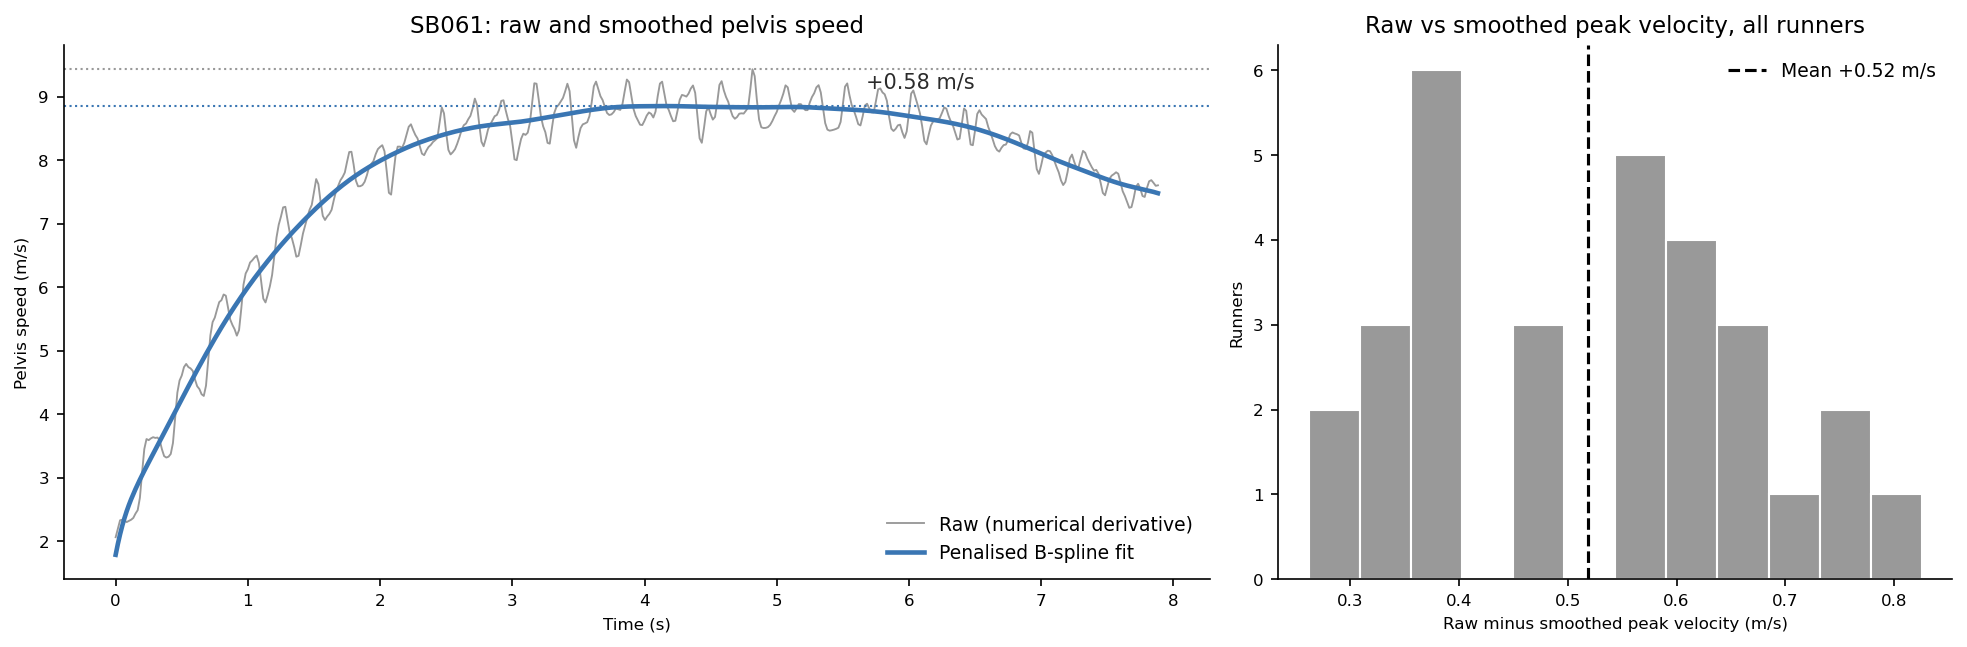 SB061: raw and smoothed pelvis speed
+0.58 m/s
Pelvis speed (m/s)
9
8
7
6
5
4
3
2
Raw (numerical derivative)
Penalised B-spline fit
0 1 2 3 4 5 6 7 8
Time (s)
Raw vs smoothed peak velocity, all runners
Mean +0.52 m/s
Runners
6
5
4
3
2
1
0
0.3 0.4 0.5 0.6 0.7 0.8
Raw minus smoothed peak velocity (m/s)